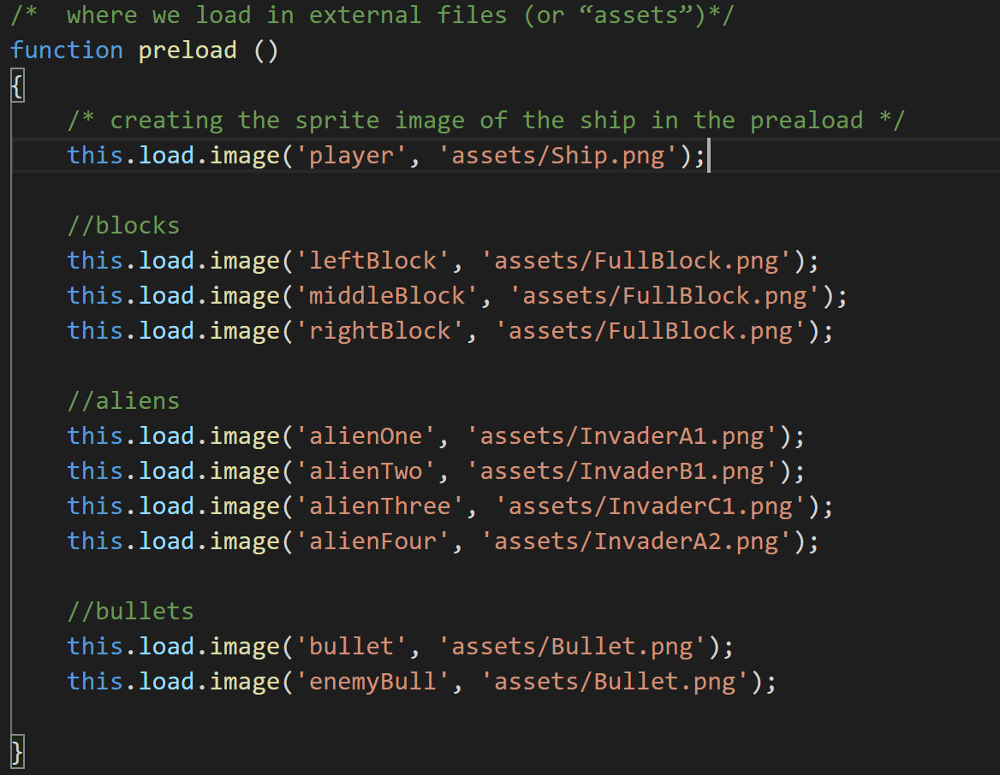 /*  where we load in external files (or “assets”)*/
function preload ()
{
    /* creating the sprite image of the ship in the preaload */
    this.load.image('player', 'assets/Ship.png');

    //blocks
    this.load.image('leftBlock', 'assets/FullBlock.png');
    this.load.image('middleBlock', 'assets/FullBlock.png');
    this.load.image('rightBlock', 'assets/FullBlock.png');

    //aliens
    this.load.image('alienOne', 'assets/InvaderA1.png');
    this.load.image('alienTwo', 'assets/InvaderB1.png');
    this.load.image('alienThree', 'assets/InvaderC1.png');
    this.load.image('alienFour', 'assets/InvaderA2.png');

    //bullets
    this.load.image('bullet', 'assets/Bullet.png');
    this.load.image('enemyBull', 'assets/Bullet.png');

}